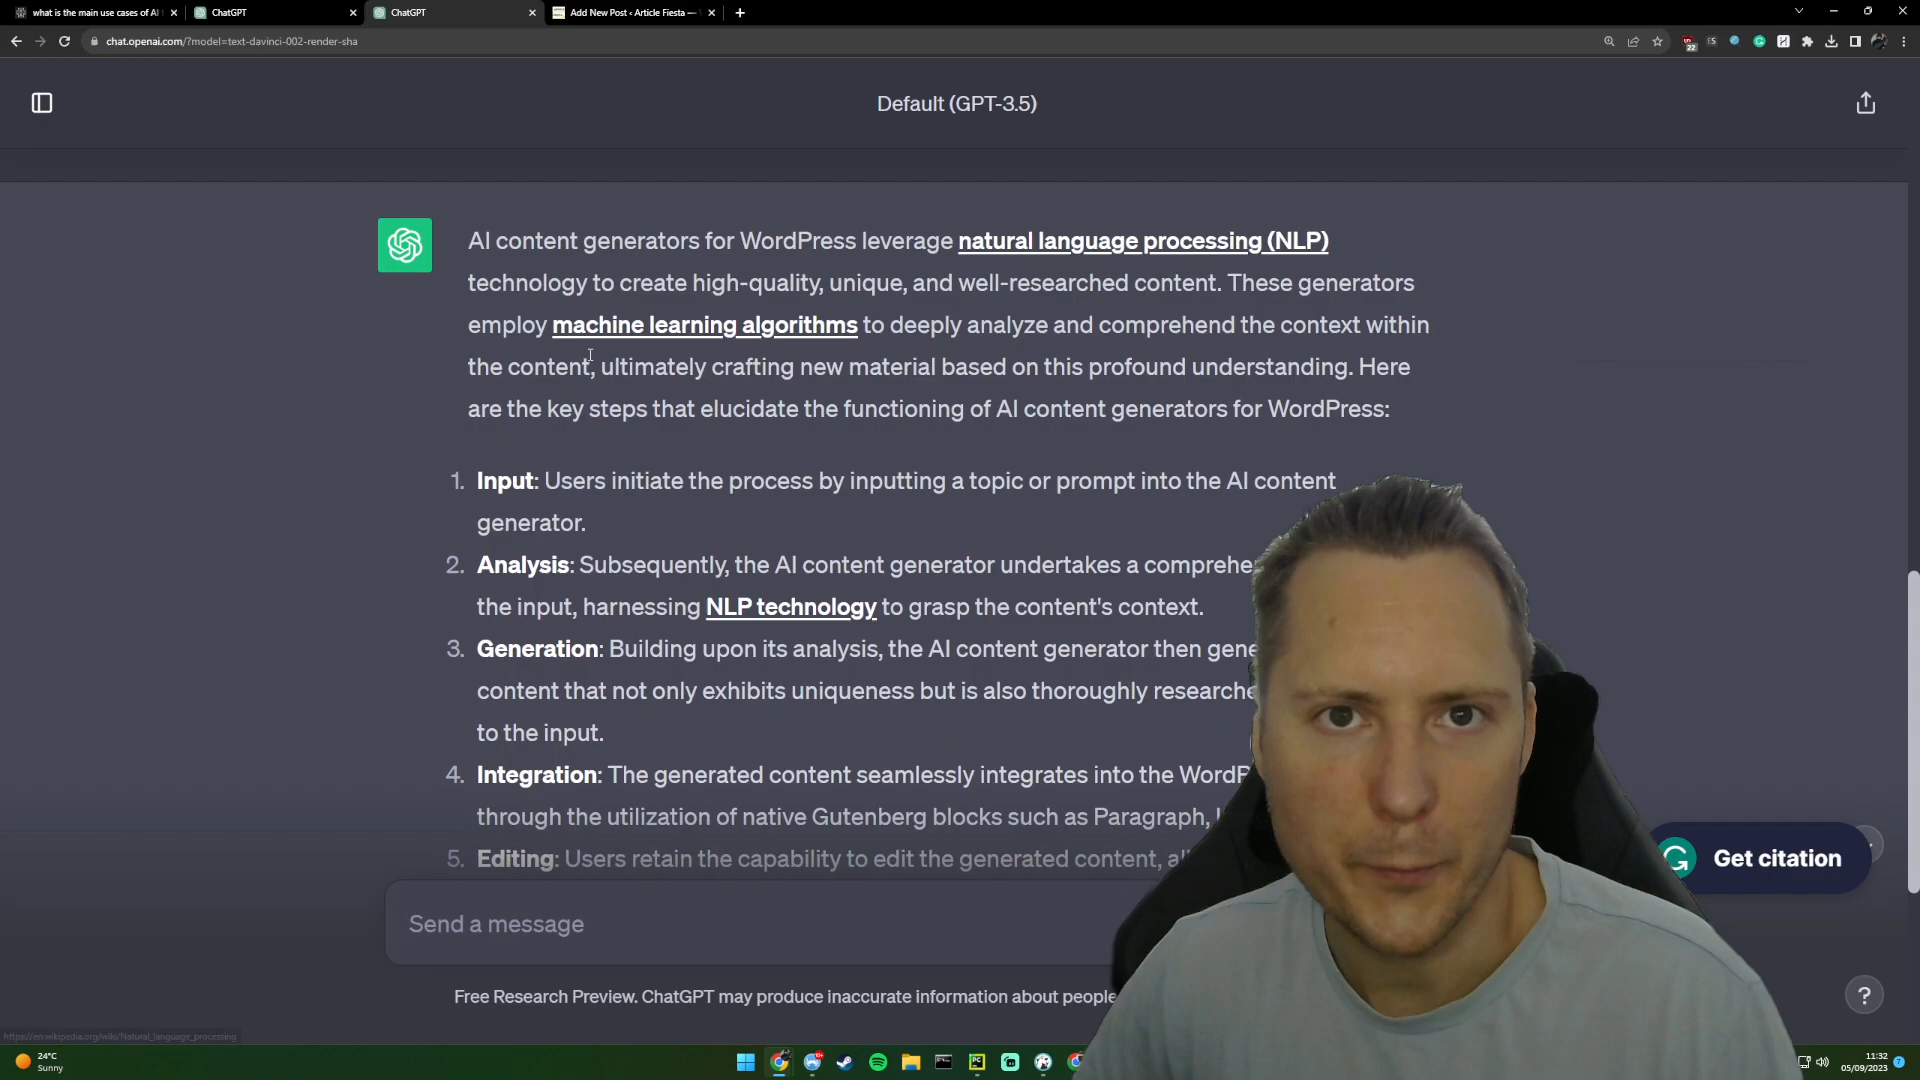 what is the main use cases of AI
ChatGPT
ChatGPT
Add New Post ‹ Article Fiesta —
chat.openai.com/?model=text-davinci-002-render-sha
22
ES
Default (GPT-3.5)
AI content generators for WordPress leverage natural language processing (NLP)
technology to create high-quality, unique, and well-researched content. These generators
employ machine learning algorithms to deeply analyze and comprehend the context within
the content, ultimately crafting new material based on this profound understanding. Here
are the key steps that elucidate the functioning of AI content generators for WordPress:
1. Input: Users initiate the process by inputting a topic or prompt into the AI content
generator.
2. Analysis: Subsequently, the AI content generator undertakes a comprehe
the input, harnessing NLP technology to grasp the content's context.
3. Generation: Building upon its analysis, the AI content generator then gene
content that not only exhibits uniqueness but is also thoroughly researche
to the input.
4. Integration: The generated content seamlessly integrates into the WordP
through the utilization of native Gutenberg blocks such as Paragraph,
5. Editing: Users retain the capability to edit the generated content, al
Get citation
Send a message
Free Research Preview. ChatGPT may produce inaccurate information about people
?
https://en.wikipedia.org/wiki/Natural_language_processing
24°C
Sunny
11:32
05/09/2023